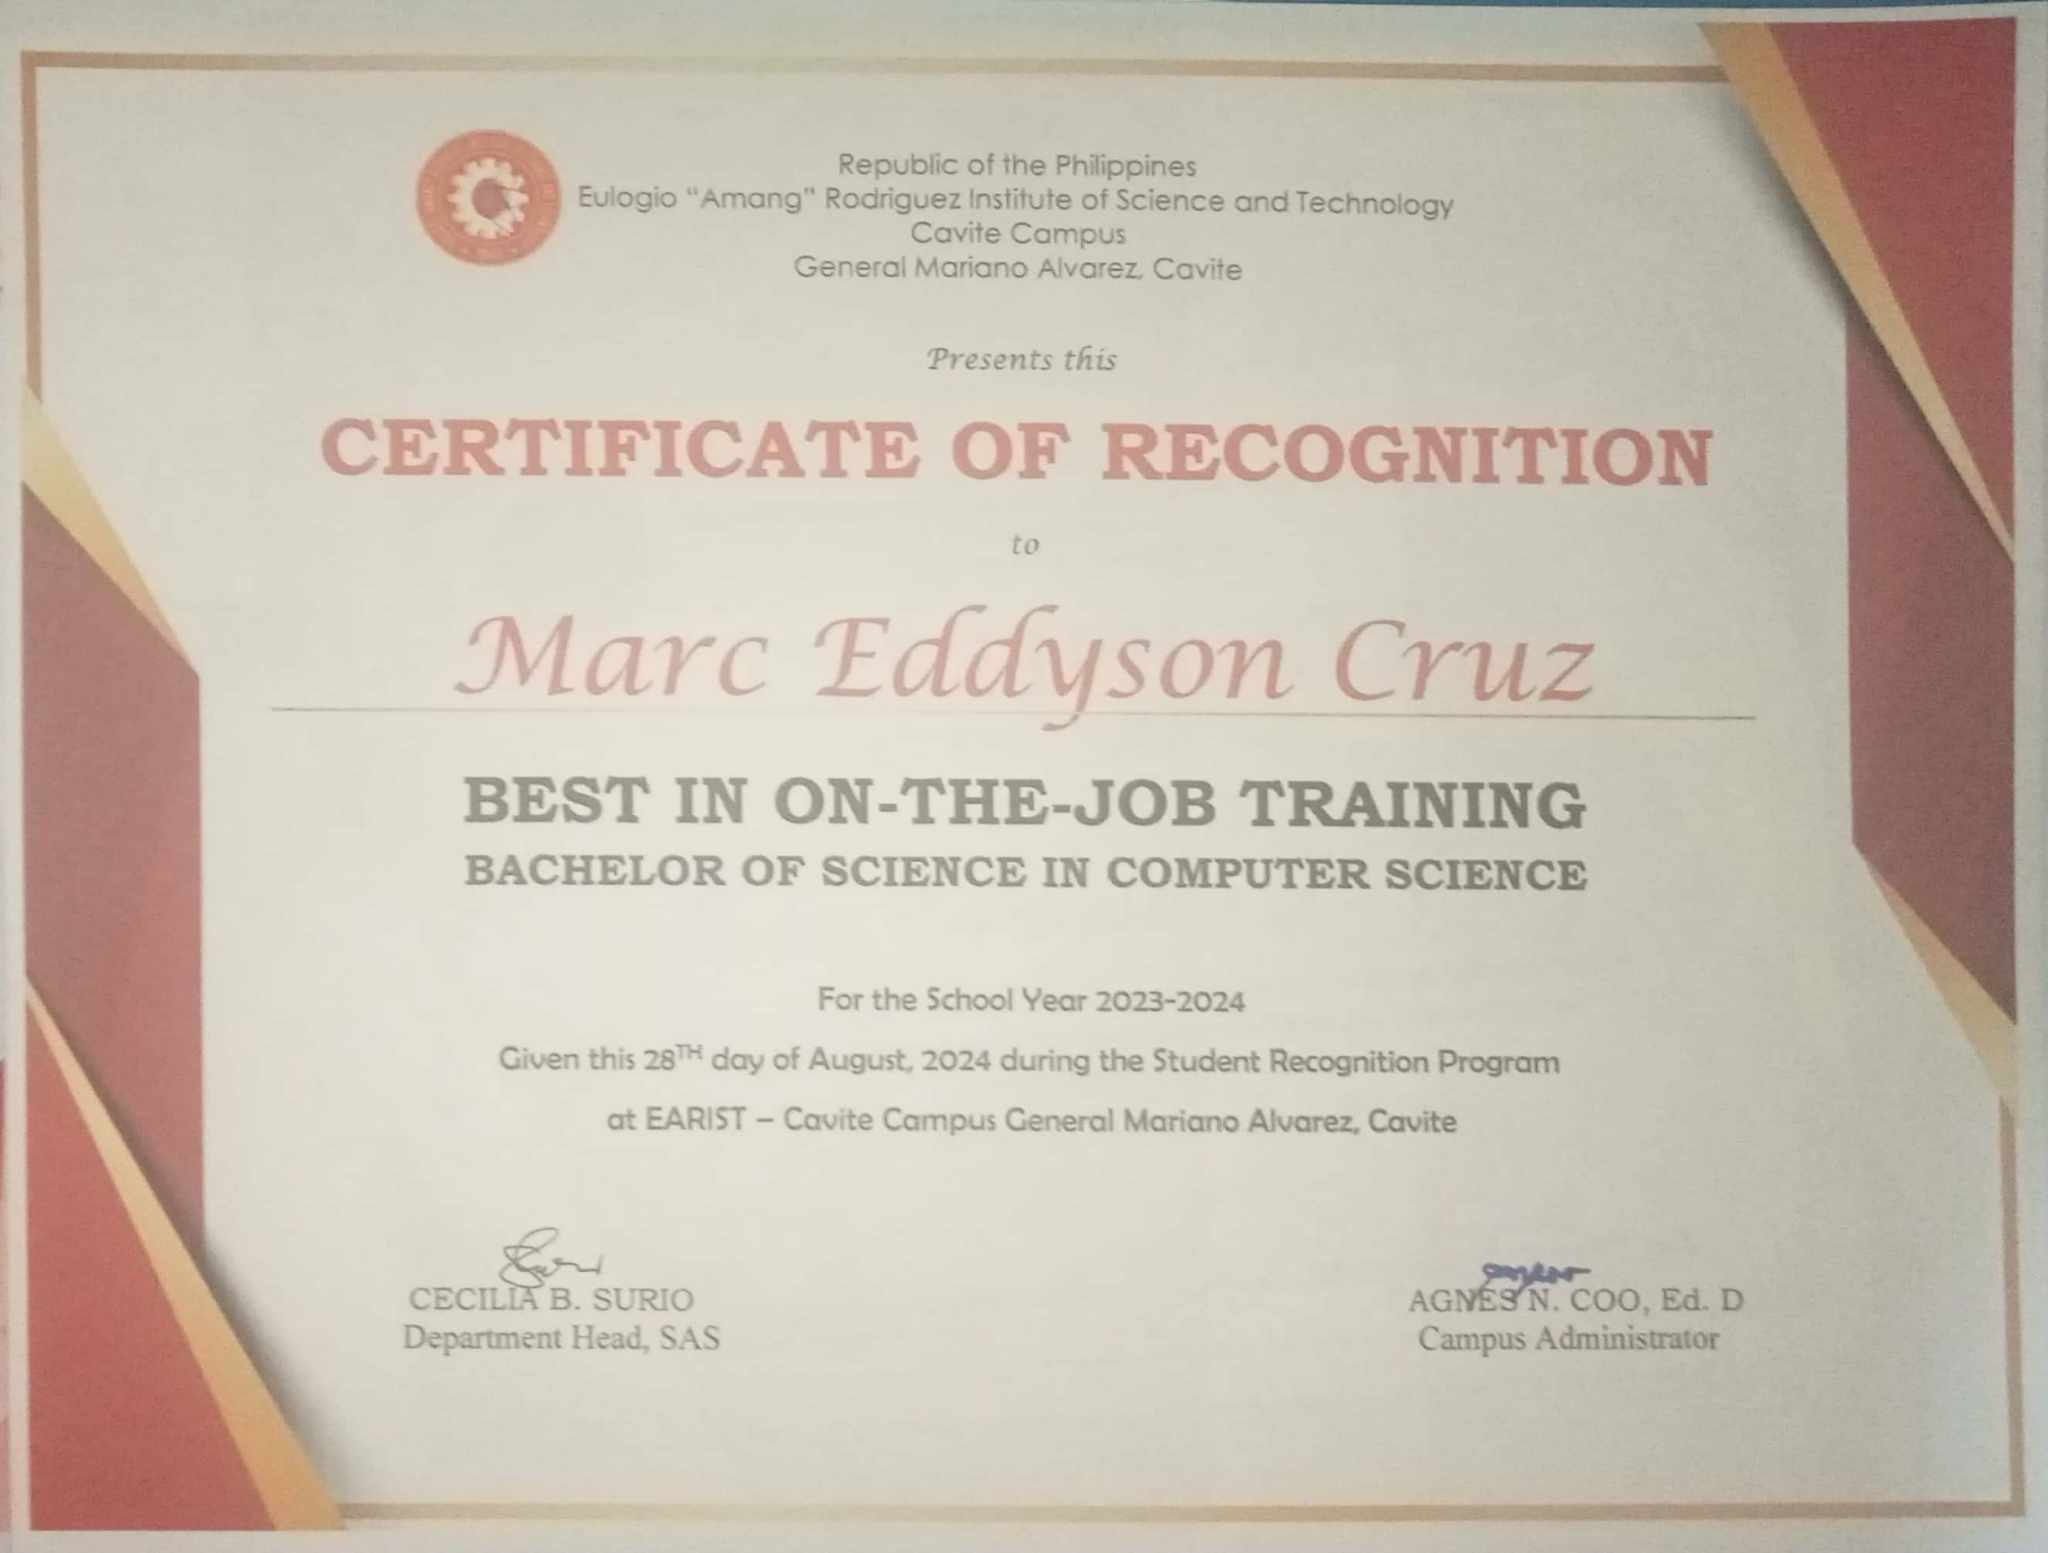 Republic of the Philippines
Eulogio "Amang" Rodriguez Institute of Science and Technology
Cavite Campus
General Mariano Alvarez, Cavite
Presents this
CERTIFICATE OF RECOGNITION
to
Marc Eddyson Cruz
BEST IN ON-THE-JOB TRAINING
BACHELOR OF SCIENCE IN COMPUTER SCIENCE
For the School Year 2023-2024
Given this 28TH day of August, 2024 during the Student Recognition Program
at EARIST – Cavite Campus General Mariano Alvarez, Cavite
CECILIA B. SURIO
Department Head, SAS
AGNES N. COO, Ed. D
Campus Administrator